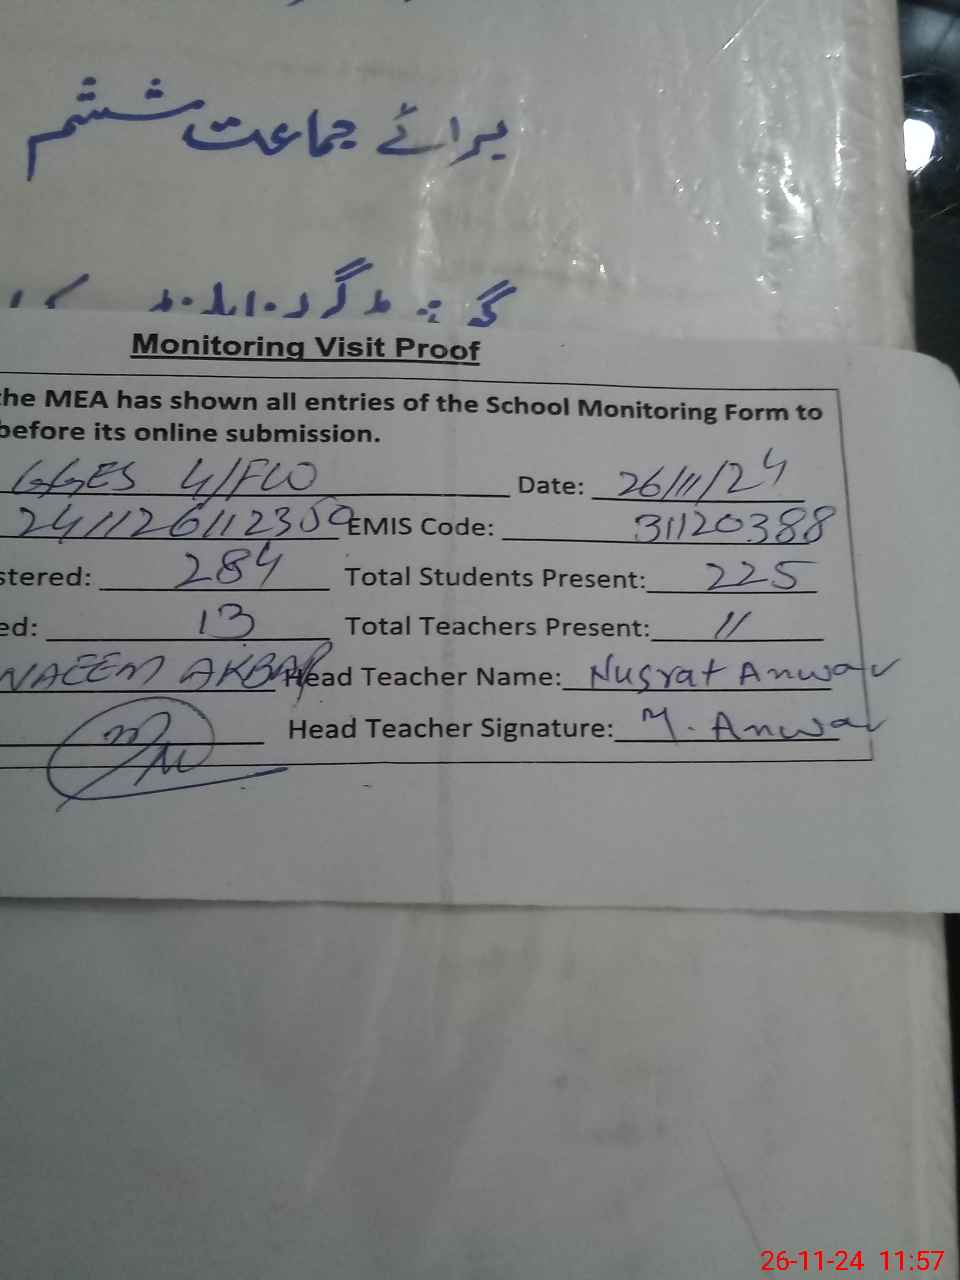 برائے جماعت ششم
Monitoring Visit Proof
the MEA has shown all entries of the School Monitoring Form to
before its online submission.
GGES 4/FW Date: 26/11/24
EMIS Code: 31120388
stered: 284 Total Students Present: 225
ed: 13 Total Teachers Present: 11
NAEEM AKBAR Head Teacher Name: Nusrat Anwar
Head Teacher Signature: M. Anwar
26-11-24 11:57